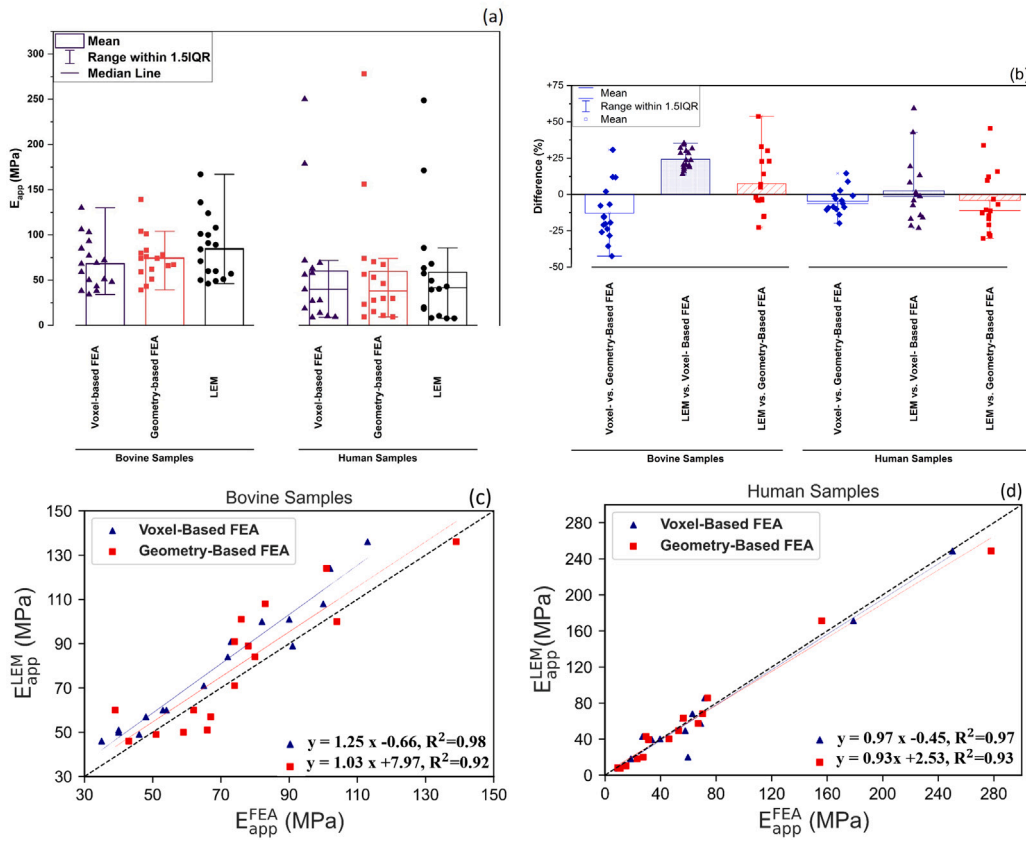 (a)
Mean
Range within 1.5IQR
Median Line
300
250
200
150
100
50
0
E_app (MPa)
Voxel-based FEA
Geometry-based FEA
LEM
Voxel-based FEA
Geometry-based FEA
LEM
Bovine Samples
Human Samples
(b)
Mean
Range within 1.5IQR
Mean
+75
+50
+25
0
-25
-50
Difference (%)
Voxel- vs. Geometry-Based FEA
LEM vs. Voxel- Based FEA
LEM vs. Geometry-Based FEA
Voxel- vs. Geometry-Based FEA
LEM vs. Voxel- Based FEA
LEM vs. Geometry-Based FEA
Bovine Samples
Human Samples
Bovine Samples
(c)
Voxel-Based FEA
Geometry-Based FEA
150
130
110
90
70
50
30
E_app^LEM (MPa)
y = 1.25 x -0.66, R²=0.98
y = 1.03 x +7.97, R²=0.92
30 50 70 90 110 130 150
E_app^FEA (MPa)
Human Samples
(d)
Voxel-Based FEA
Geometry-Based FEA
280
240
200
160
120
80
40
0
E_app^LEM (MPa)
y = 0.97 x -0.45, R²=0.97
y = 0.93x +2.53, R²=0.93
0 40 80 120 160 200 240 280
E_app^FEA (MPa)